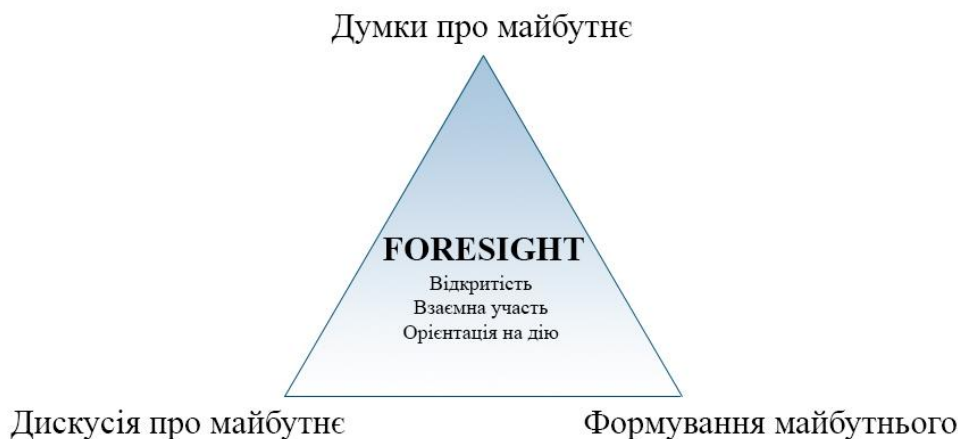 Думки про майбутнє
FORESIGHT
Відкритість
Взаємна участь
Орієнтація на дію
Дискусія про майбутнє
Формування майбутнього